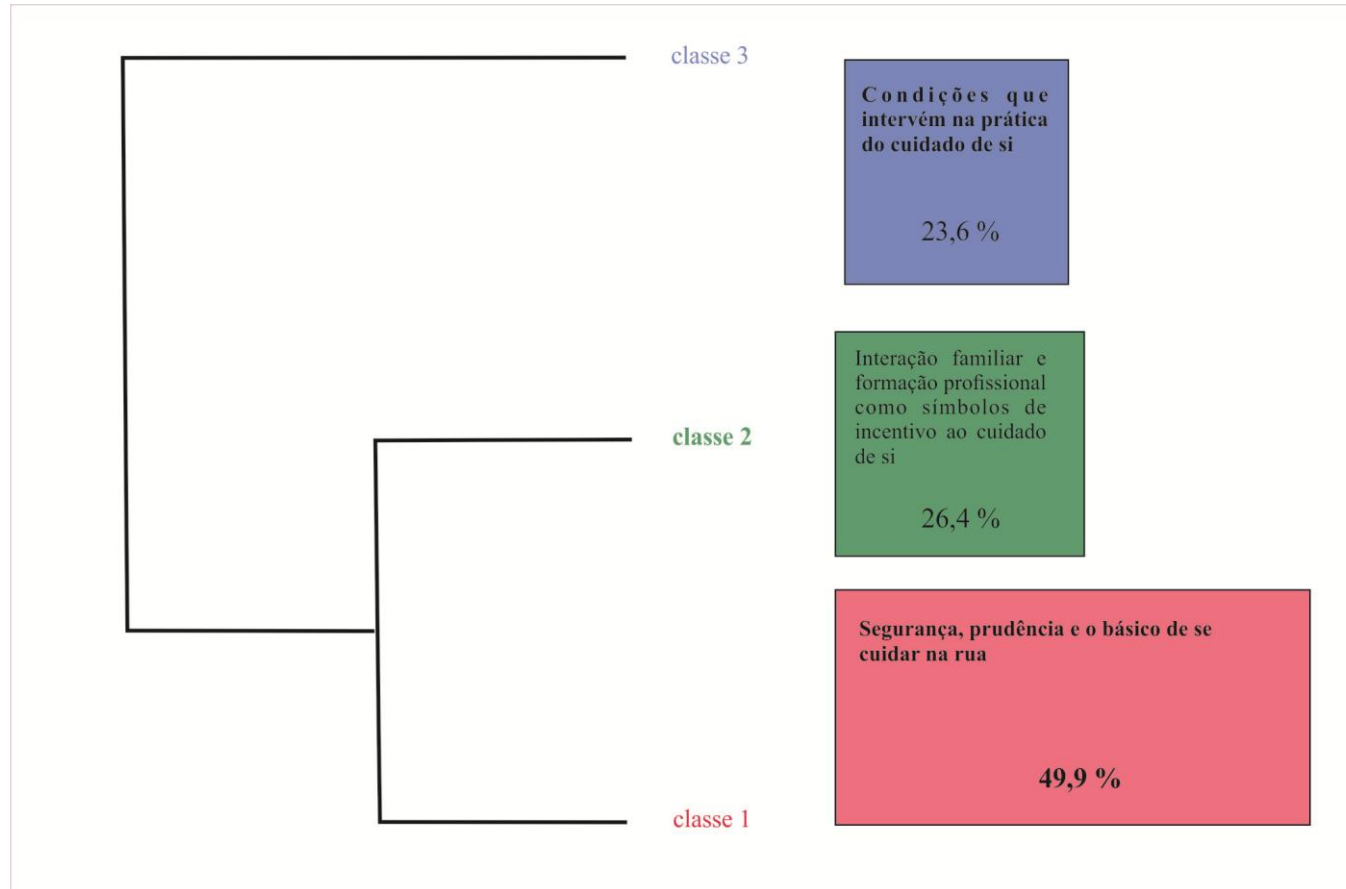 classe 3
Condições que
intervém na prática
do cuidado de si
23,6 %
Interação familiar e
formação profissional
como símbolos de
incentivo ao cuidado
de si
classe 2
26,4 %
Segurança, prudência e o básico de se
cuidar na rua
49,9 %
classe 1